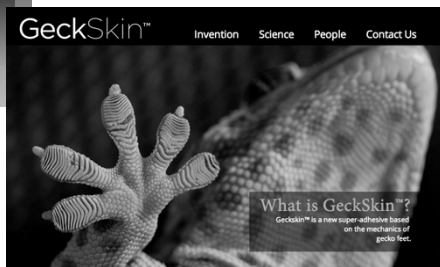 GeckSkin™
Invention Science People Contact Us
What is GeckSkin™?
Geckskin™ is a new super-adhesive based
on the mechanics of
gecko feet.